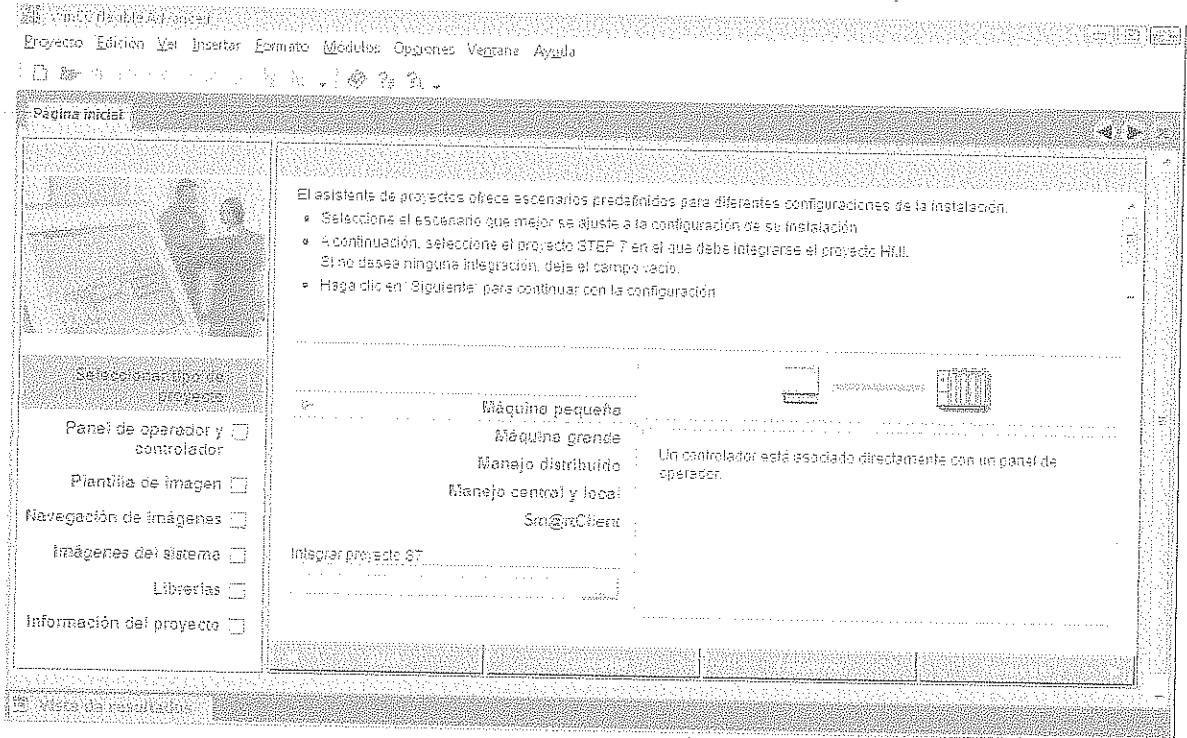 WinCC flexible Advanced
Proyecto Edición Ver Insertar Formato Módulos Opciones Ventana Ayuda
Página inicial
El asistente de proyectos ofrece escenarios predefinidos para diferentes configuraciones de la instalación.
• Seleccione el escenario que mejor se ajuste a la configuración de su instalación
• A continuación, seleccione el proyecto STEP 7 en el que debe integrarse el proyecto HMI.
Si no desea ninguna integración, deje el campo vacío.
• Haga clic en "Siguiente" para continuar con la configuración
Seleccionar tipo de
proyecto
Panel de operador y
controlador
Plantilla de imagen
Navegación de imágenes
Imágenes del sistema
Librerías
Información del proyecto
Máquina pequeña
Máquina grande
Manejo distribuido
Manejo central y local
Sm@rtClient
Integrar proyecto S7
Un controlador está asociado directamente con un panel de
operador.
Vista de resultados